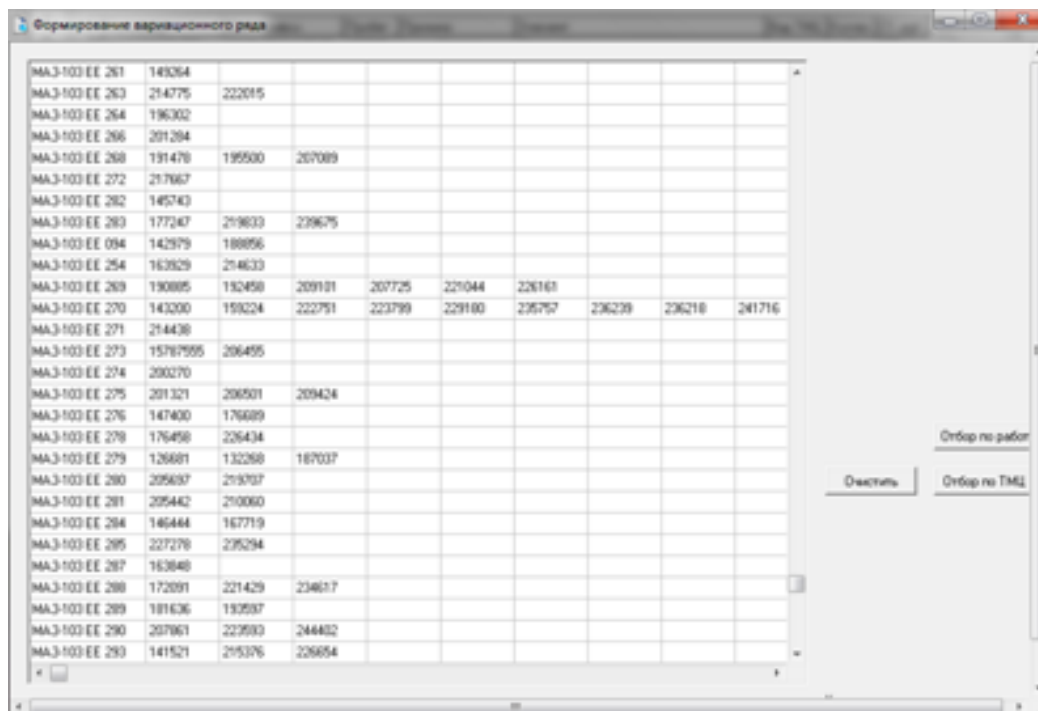 Формирование вариационного ряда
МАЗ-103 ЕЕ 261 149264
МАЗ-103 ЕЕ 263 214775 222015
МАЗ-103 ЕЕ 264 196302
МАЗ-103 ЕЕ 266 201284
МАЗ-103 ЕЕ 268 191478 195500 207089
МАЗ-103 ЕЕ 272 217667
МАЗ-103 ЕЕ 282 145743
МАЗ-103 ЕЕ 283 177247 219833 239675
МАЗ-103 ЕЕ 094 142979 188856
МАЗ-103 ЕЕ 254 163929 214633
МАЗ-103 ЕЕ 269 190885 192458 209101 207725 221044 226161
МАЗ-103 ЕЕ 270 143200 159224 222751 223799 229180 235757 236239 236218 241716
МАЗ-103 ЕЕ 271 214438
МАЗ-103 ЕЕ 273 15787555 206455
МАЗ-103 ЕЕ 274 200270
МАЗ-103 ЕЕ 275 201321 206501 209424
МАЗ-103 ЕЕ 276 147400 176689
МАЗ-103 ЕЕ 278 176458 226434
Отбор по работ
МАЗ-103 ЕЕ 279 126681 132268 187037
МАЗ-103 ЕЕ 280 205697 219707
Очистить
Отбор по ТМЦ
МАЗ-103 ЕЕ 281 205442 210060
МАЗ-103 ЕЕ 284 146444 167719
МАЗ-103 ЕЕ 285 227278 235294
МАЗ-103 ЕЕ 287 163848
МАЗ-103 ЕЕ 288 172091 221429 234617
МАЗ-103 ЕЕ 289 181636 193597
МАЗ-103 ЕЕ 290 207861 223593 244402
МАЗ-103 ЕЕ 293 141521 215376 226654